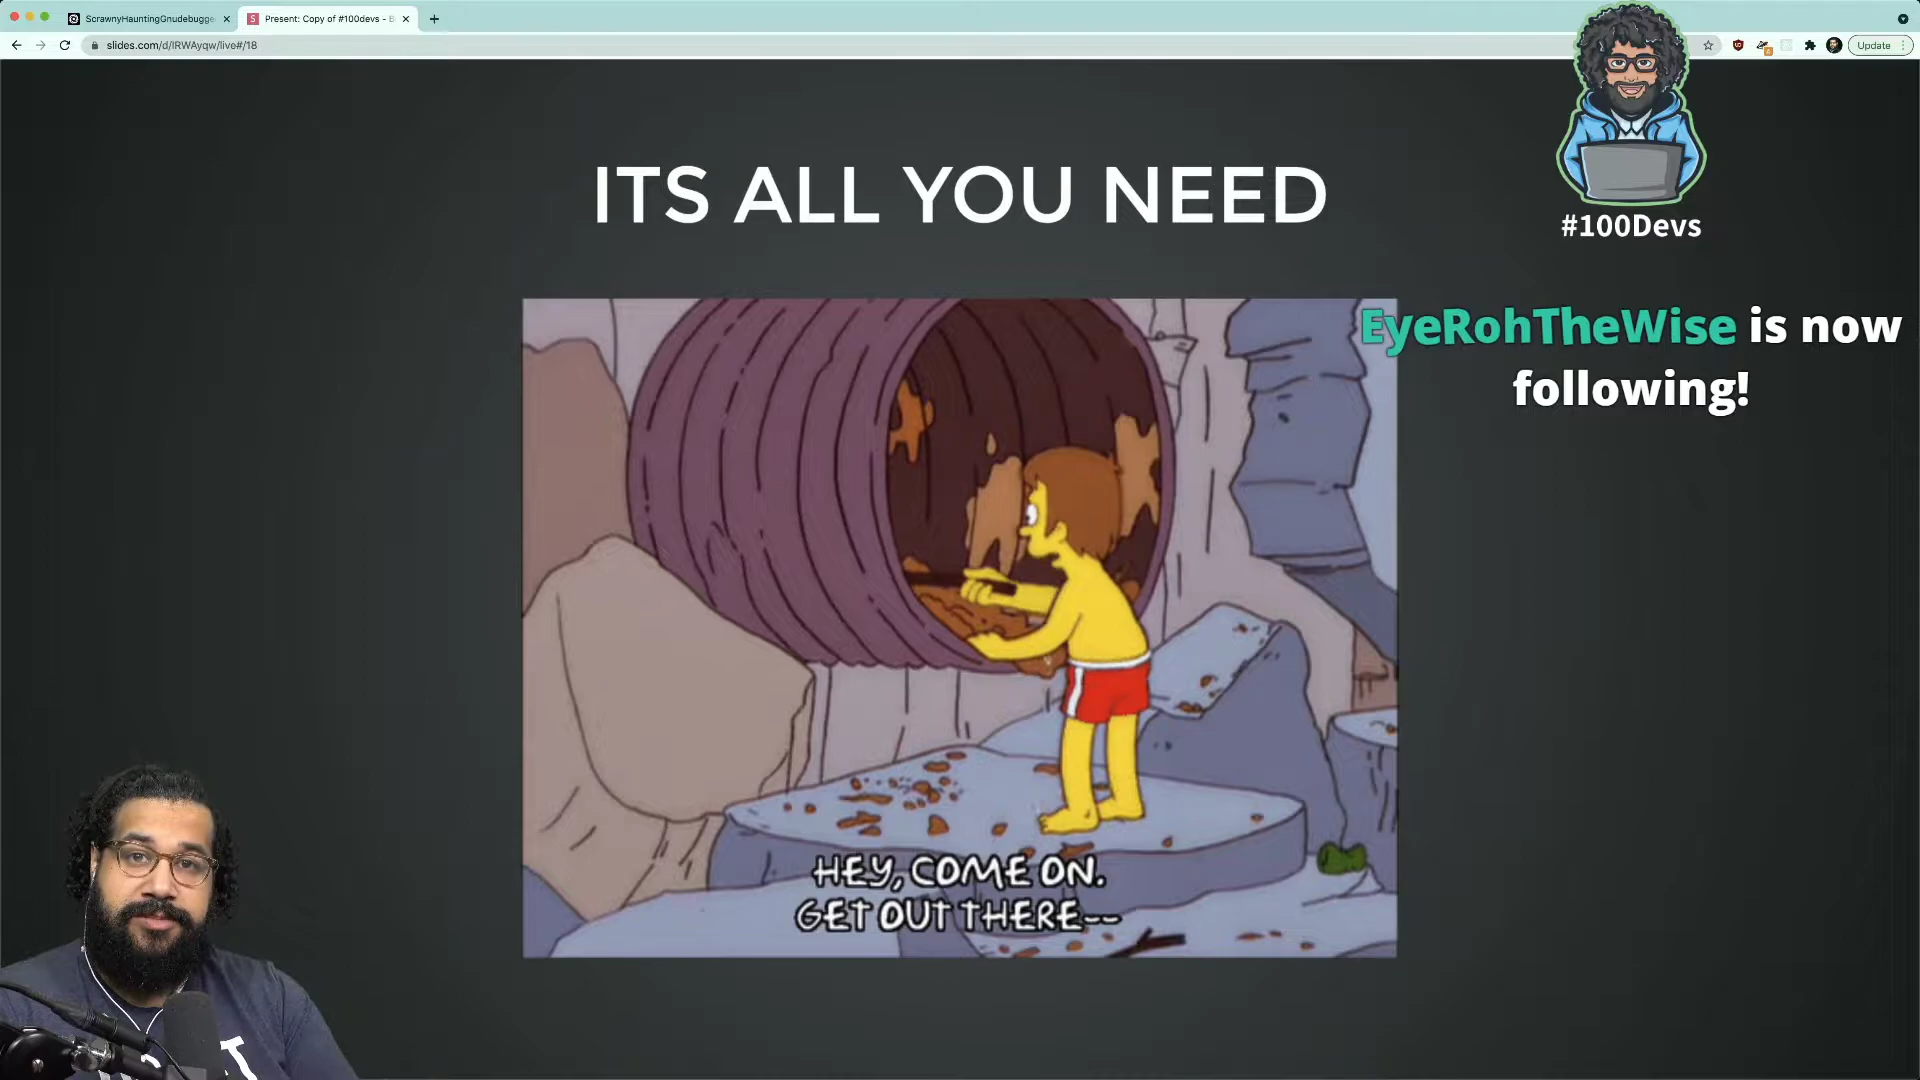 ScrawnyHauntingGnudebugge
Present: Copy of #100devs -
slides.com/d/IRWAyqw/live#/18
Update
ITS ALL YOU NEED
#100Devs
EyeRohTheWise is now
following!
HEY, COME ON.
GET OUT THERE--